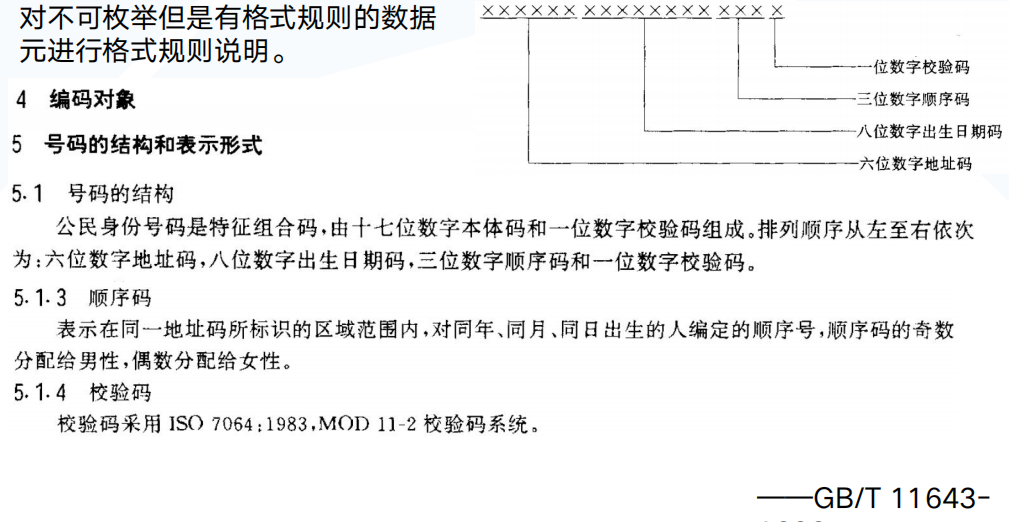 对不可枚举但是有格式规则的数据
元进行格式规则说明。
×××××× ×××××××× ××× ×
一位数字校验码
三位数字顺序码
八位数字出生日期码
六位数字地址码
4 编码对象
5 号码的结构和表示形式
5.1 号码的结构
公民身份号码是特征组合码,由十七位数字本体码和一位数字校验码组成。排列顺序从左至右依次
为:六位数字地址码,八位数字出生日期码,三位数字顺序码和一位数字校验码。
5.1.3 顺序码
表示在同一地址码所标识的区域范围内,对同年、同月、同日出生的人编定的顺序号,顺序码的奇数
分配给男性,偶数分配给女性。
5.1.4 校验码
校验码采用 ISO 7064:1983,MOD 11-2 校验码系统。
——GB/T 11643-